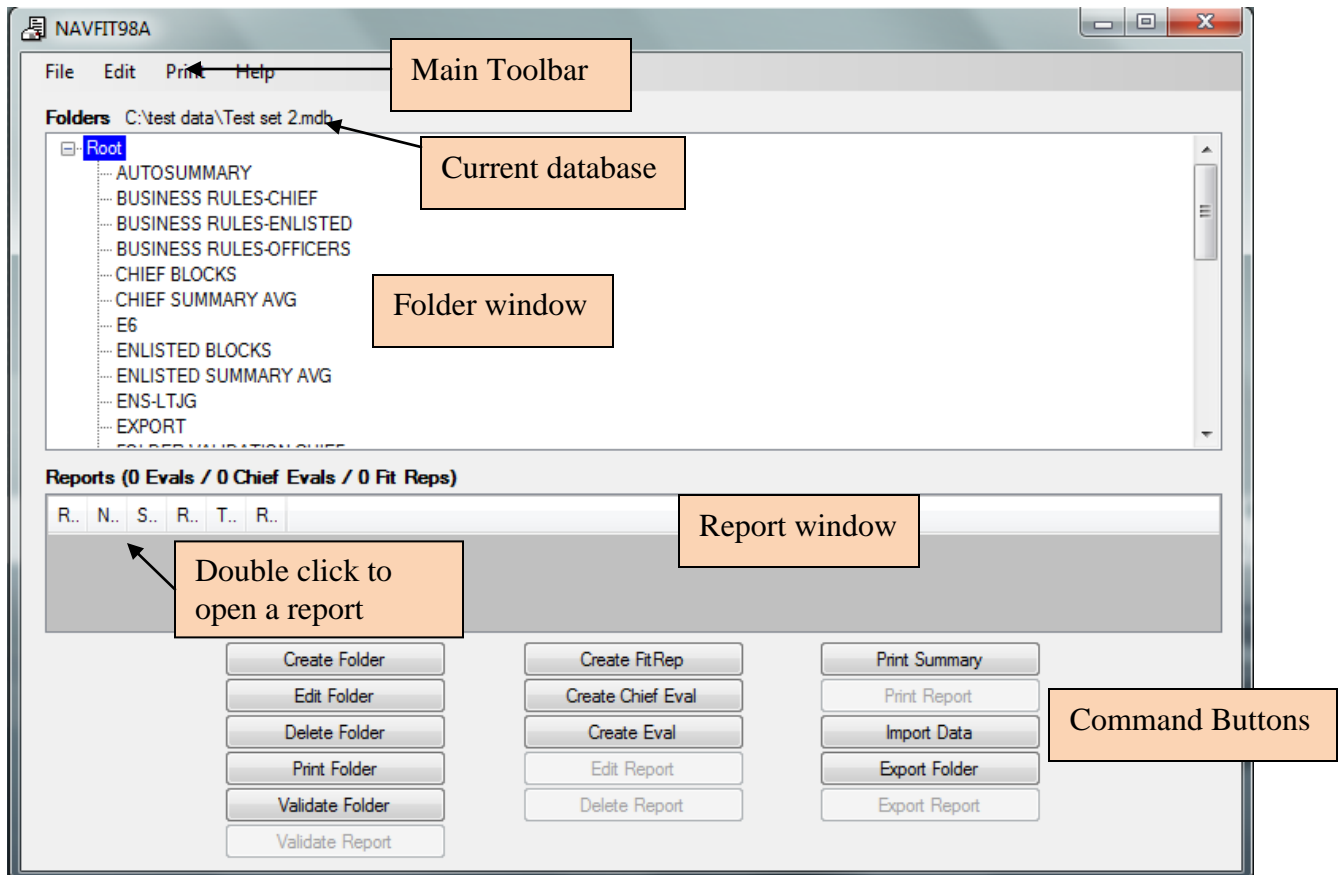 NAVFIT98A
File Edit Print Help
Main Toolbar
Folders C:\test data\Test set 2.mdb
Current database
Root
AUTOSUMMARY
BUSINESS RULES-CHIEF
BUSINESS RULES-ENLISTED
BUSINESS RULES-OFFICERS
CHIEF BLOCKS
CHIEF SUMMARY AVG
Folder window
E6
ENLISTED BLOCKS
ENLISTED SUMMARY AVG
ENS-LTJG
EXPORT
FOLDER VALIDATION CHIEF
Reports (0 Evals / 0 Chief Evals / 0 Fit Reps)
R.. N.. S.. R.. T.. R..
Report window
Double click to
open a report
Create Folder Create FitRep Print Summary
Edit Folder Create Chief Eval Print Report
Command Buttons
Delete Folder Create Eval Import Data
Print Folder Edit Report Export Folder
Validate Folder Delete Report Export Report
Validate Report